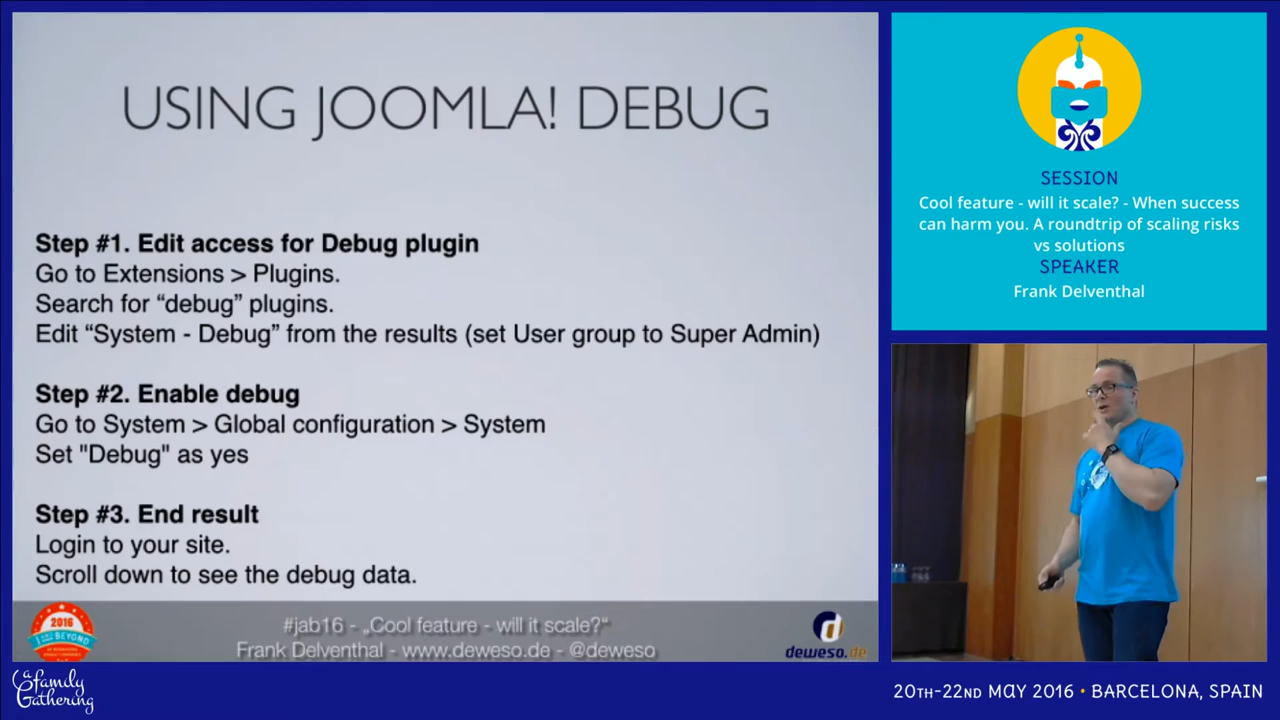 USING JOOMLA! DEBUG
Step #1. Edit access for Debug plugin
Go to Extensions > Plugins.
Search for “debug” plugins.
Edit “System - Debug” from the results (set User group to Super Admin)
Step #2. Enable debug
Go to System > Global configuration > System
Set "Debug" as yes
Step #3. End result
Login to your site.
Scroll down to see the debug data.
2016
BEYOND
#jab16 - „Cool feature - will it scale?“
Frank Delventhal - www.deweso.de - @deweso
deweso.de
SESSION
Cool feature - will it scale? - When success
can harm you. A roundtrip of scaling risks
vs solutions
SPEAKER
Frank Delventhal
a family
Gathering
20TH-22ND MAY 2016 • BARCELONA, SPAIN